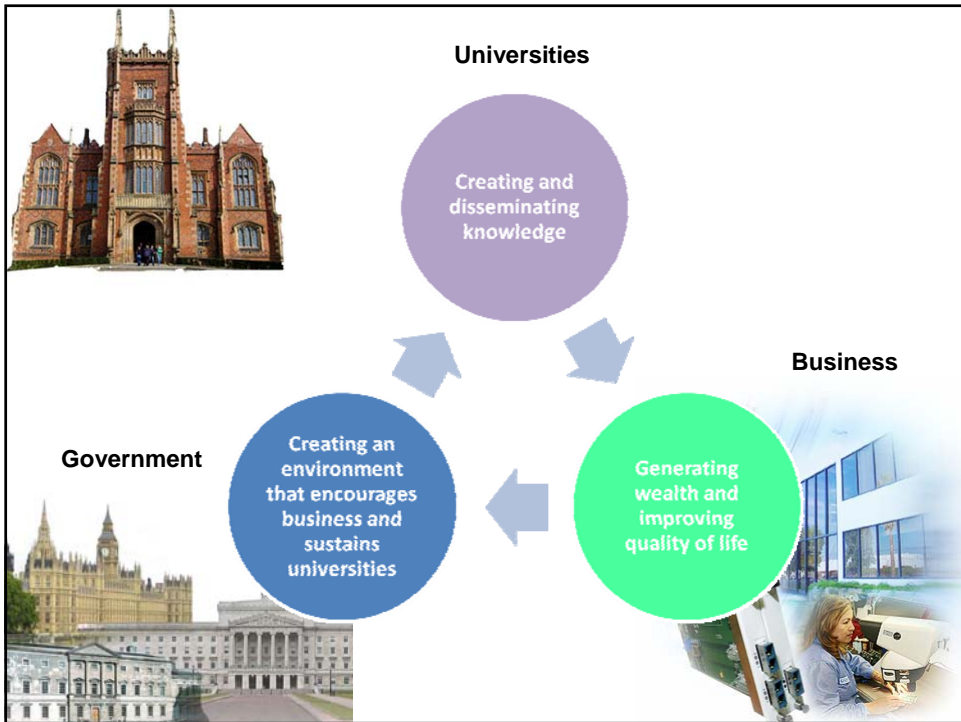 Universities
Creating and
disseminating
knowledge
Business
Government
Creating an
environment
that encourages
business and
sustains
universities
Generating
wealth and
improving
quality of life